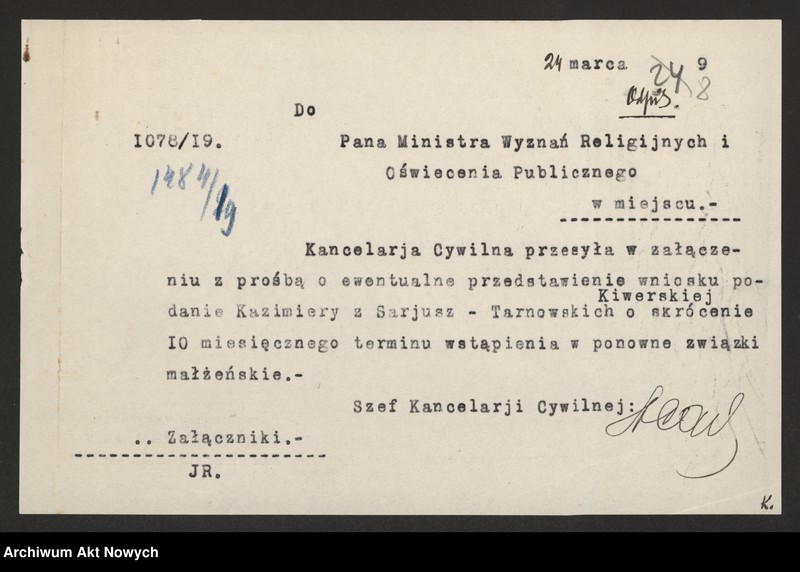 24 marca 9
24
8
Odpis.
Do
1078/19.
Pana Ministra Wyznań Religijnych i
Oświecenia Publicznego
w miejscu.-
1484/19
Kancelarja Cywilna przesyła w załącze-
niu z prośbą o ewentualne przedstawienie wniosku po-
Kiwerskiej
danie Kazimiery z Sarjusz - Tarnowskich o skrócenie
10 miesięcznego terminu wstąpienia w ponowne związki
małżeńskie.-
Szef Kancelarji Cywilnej:
.. Załączniki.-
JR.
K.
Archiwum Akt Nowych